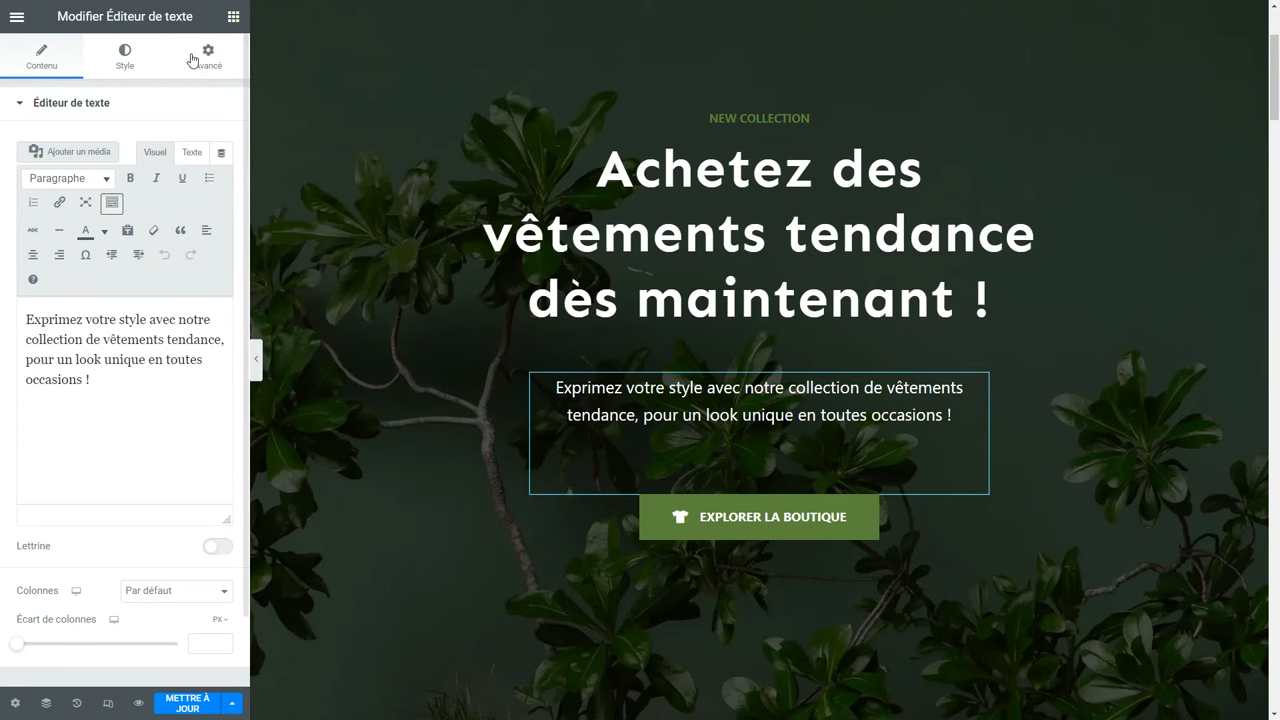 Modifier Éditeur de texte
Contenu
Style
Avancé
Éditeur de texte
Ajouter un média
Visuel
Texte
Paragraphe
B
I
U
ABC
A
Exprimez votre style avec notre
collection de vêtements tendance,
pour un look unique en toutes
occasions !
Lettrine
Colonnes
Par défaut
Écart de colonnes
PX
METTRE À
JOUR
NEW COLLECTION
Achetez des
vêtements tendance
dès maintenant !
Exprimez votre style avec notre collection de vêtements
tendance, pour un look unique en toutes occasions !
EXPLORER LA BOUTIQUE